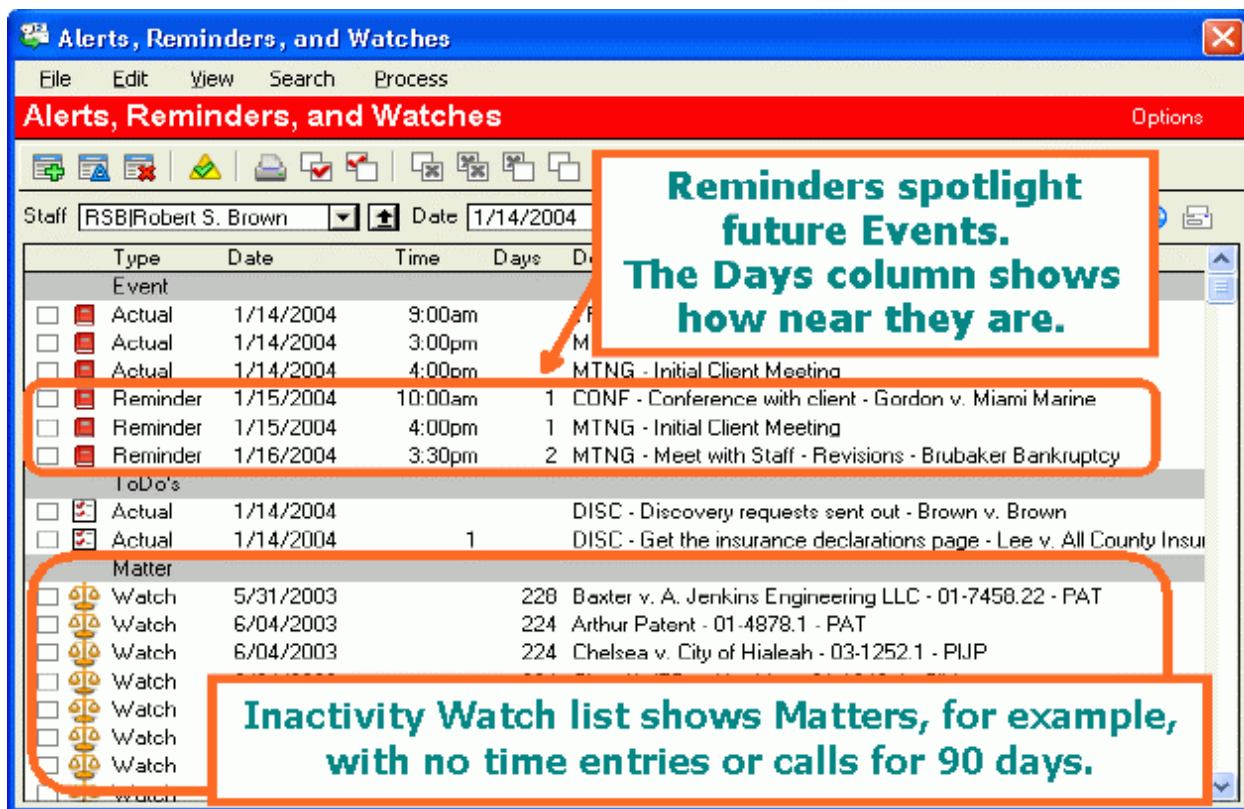 Alerts, Reminders, and Watches
File Edit View Search Process
Alerts, Reminders, and Watches Options
Staff RSB|Robert S. Brown Date 1/14/2004
Reminders spotlight
future Events.
The Days column shows
how near they are.
Type Date Time Days
Event
Actual 1/14/2004 9:00am
Actual 1/14/2004 3:00pm
Actual 1/14/2004 4:00pm MTNG - Initial Client Meeting
Reminder 1/15/2004 10:00am 1 CONF - Conference with client - Gordon v. Miami Marine
Reminder 1/15/2004 4:00pm 1 MTNG - Initial Client Meeting
Reminder 1/16/2004 3:30pm 2 MTNG - Meet with Staff - Revisions - Brubaker Bankruptcy
ToDo's
Actual 1/14/2004 DISC - Discovery requests sent out - Brown v. Brown
Actual 1/14/2004 1 DISC - Get the insurance declarations page - Lee v. All County Insur
Matter
Watch 5/31/2003 228 Baxter v. A. Jenkins Engineering LLC - 01-7458.22 - PAT
Watch 6/04/2003 224 Arthur Patent - 01-4878.1 - PAT
Watch 6/04/2003 224 Chelsea v. City of Hialeah - 03-1252.1 - PIJP
Watch
Watch
Watch
Watch
Watch
Inactivity Watch list shows Matters, for example,
with no time entries or calls for 90 days.